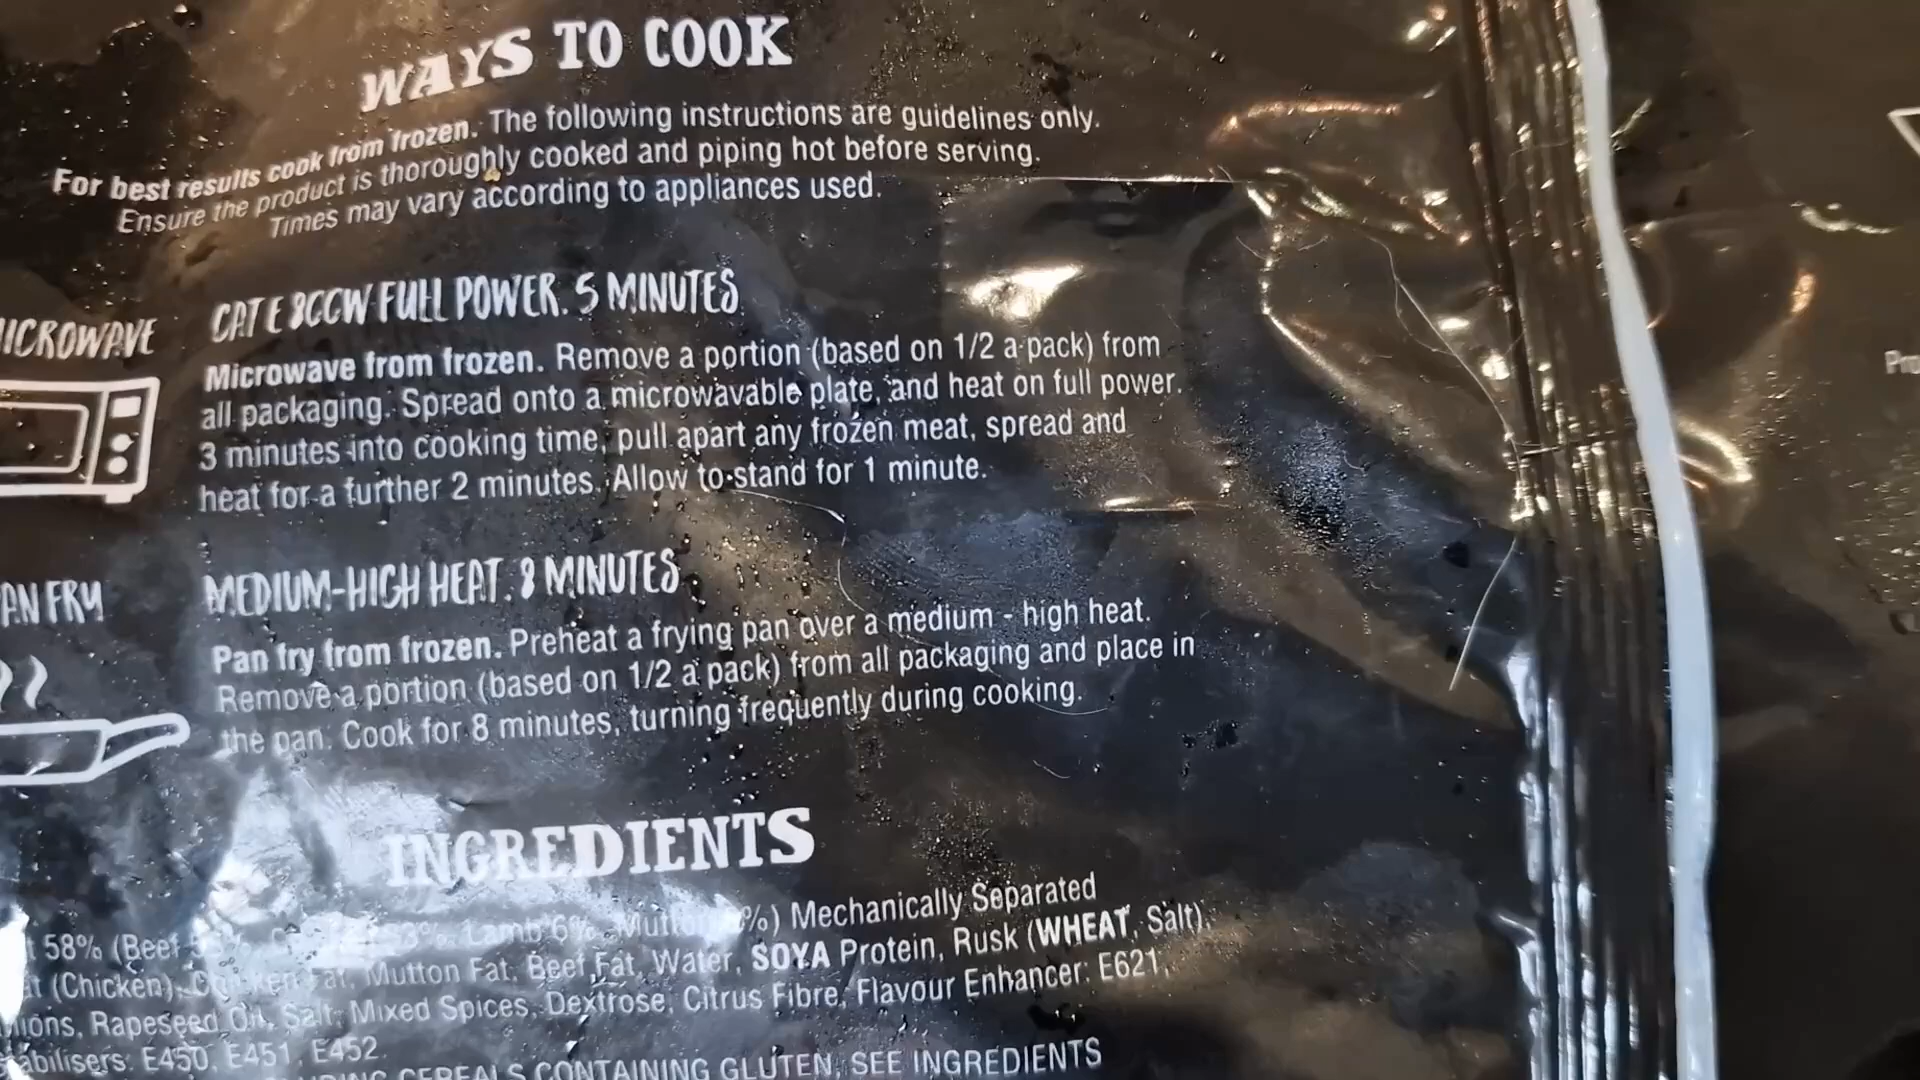 WAYS TO COOK
For best results cook from frozen. The following instructions are guidelines only.
Ensure the product is thoroughly cooked and piping hot before serving.
Times may vary according to appliances used.
MICROWAVE
CAT E 800W FULL POWER. 5 MINUTES
Microwave from frozen. Remove a portion (based on 1/2 a pack) from
all packaging. Spread onto a microwavable plate, and heat on full power.
3 minutes into cooking time, pull apart any frozen meat, spread and
heat for a further 2 minutes. Allow to stand for 1 minute.
PAN FRY
MEDIUM-HIGH HEAT. 8 MINUTES
Pan fry from frozen. Preheat a frying pan over a medium - high heat.
Remove a portion (based on 1/2 a pack) from all packaging and place in
the pan. Cook for 8 minutes, turning frequently during cooking.
INGREDIENTS
58% (Beef Lamb 6%, Mutton %) Mechanically Separated
(Chicken), Chicken Fat, Mutton Fat, Beef Fat, Water, SOYA Protein, Rusk (WHEAT, Salt),
Rapeseed Oil, Salt, Mixed Spices, Dextrose, Citrus Fibre, Flavour Enhancer: E621,
E450, E451, E452.
CEREALS CONTAINING GLUTEN, SEE INGREDIENTS